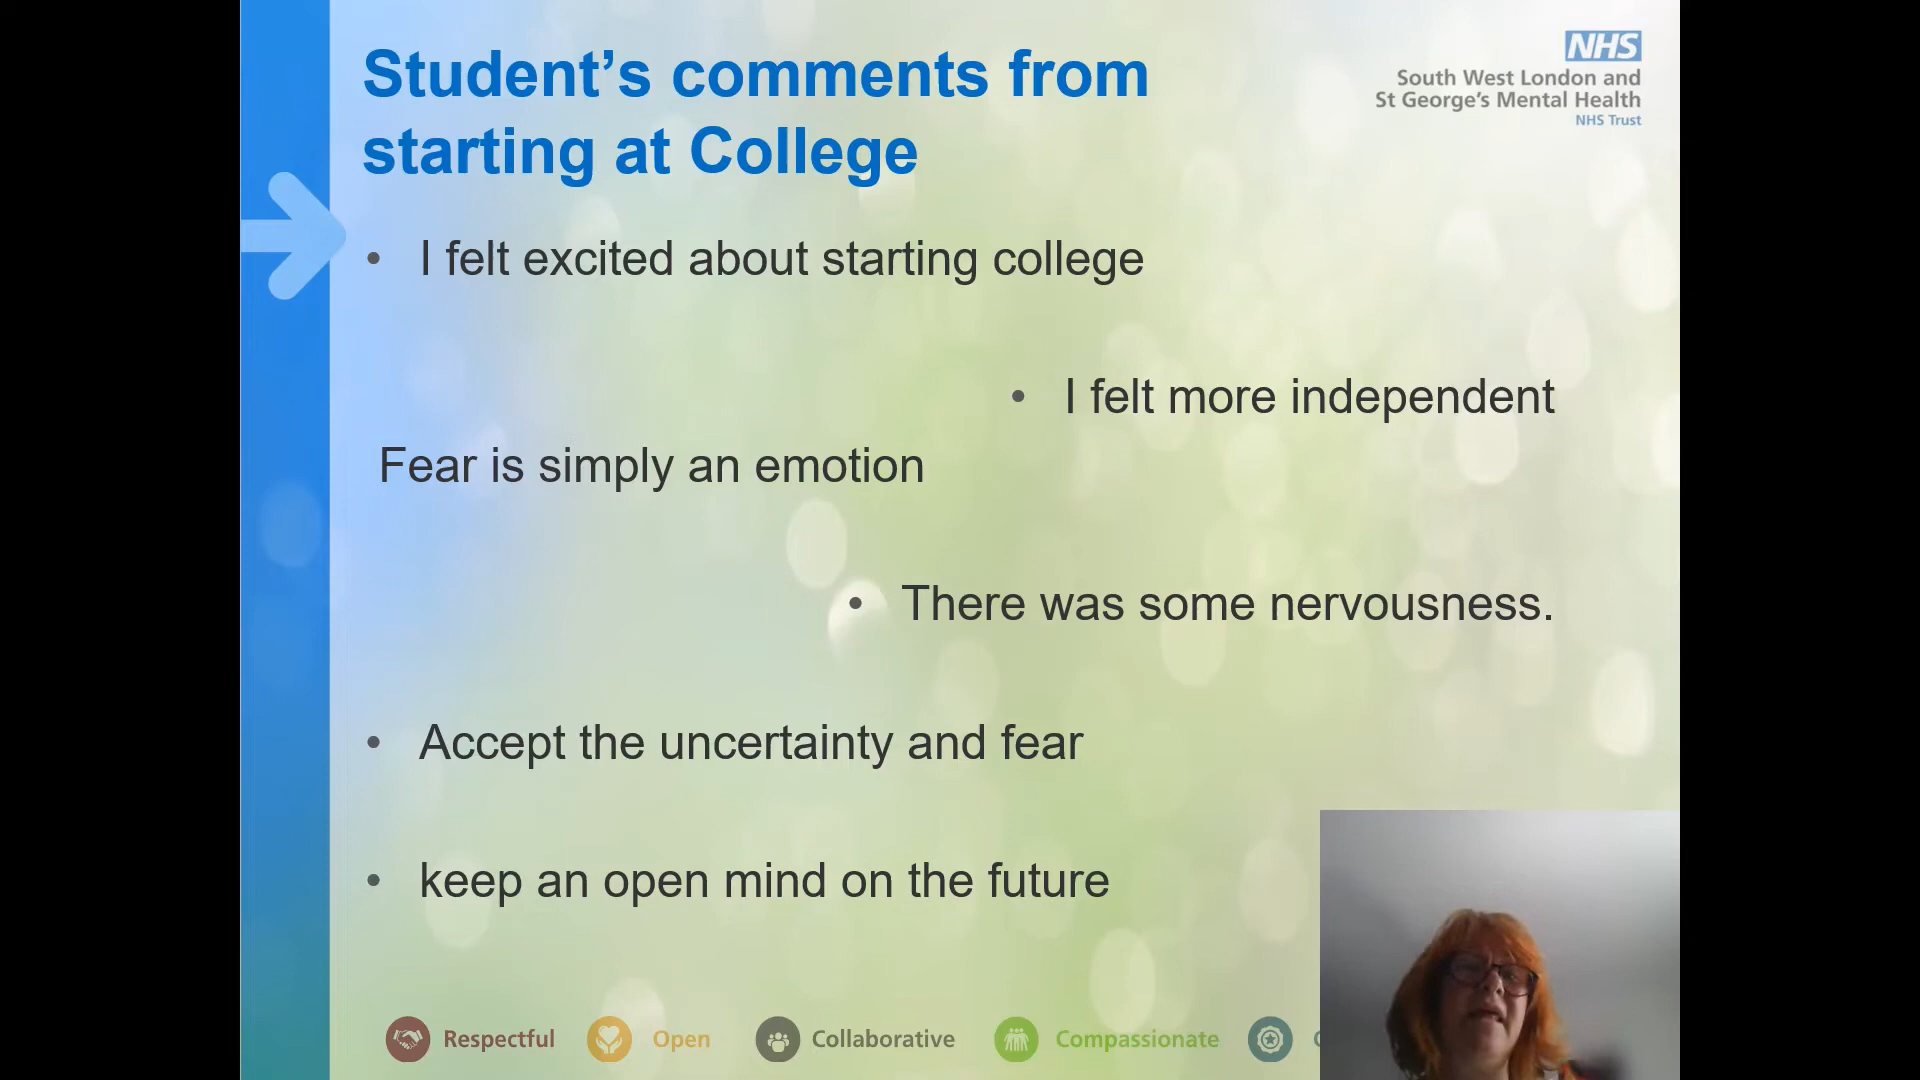 Student’s comments from
starting at College
NHS
South West London and
St George’s Mental Health
NHS Trust
• I felt excited about starting college
• I felt more independent
Fear is simply an emotion
• There was some nervousness.
• Accept the uncertainty and fear
• keep an open mind on the future
Respectful Open Collaborative Compassionate